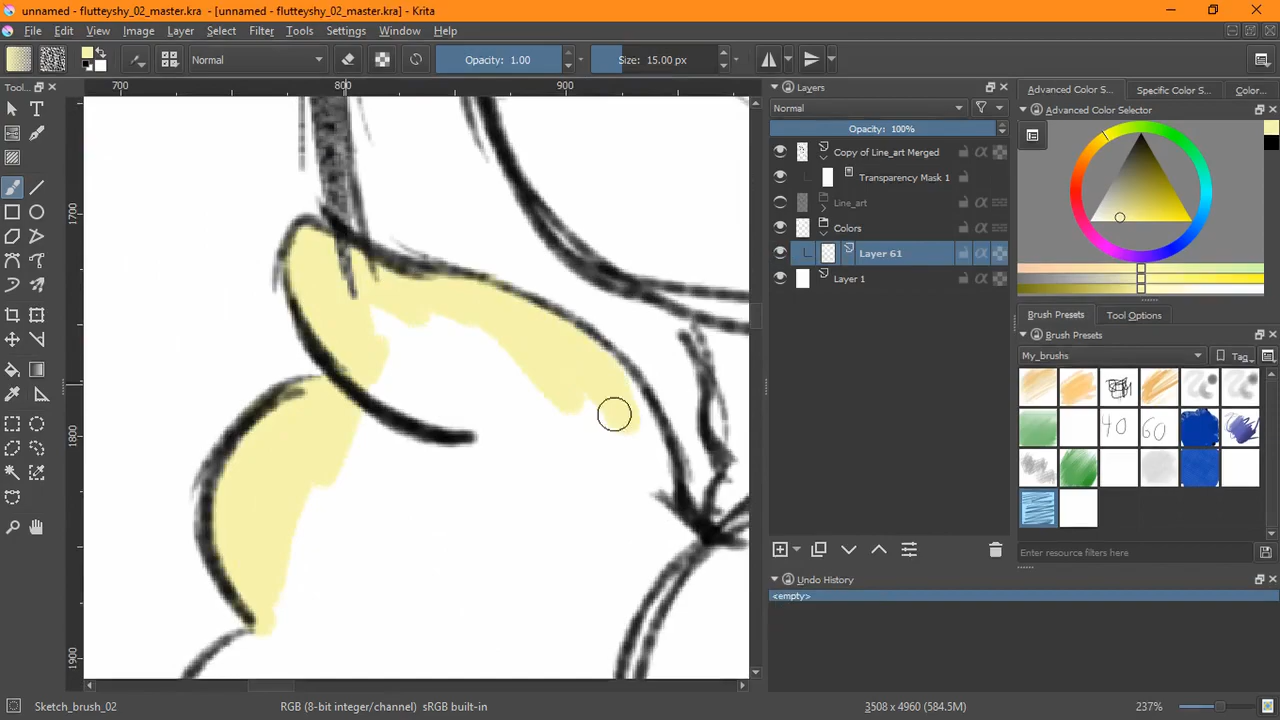 unnamed - flutteyshy_02_master.kra - [unnamed - flutteyshy_02_master.kra] - Krita
File Edit View Image Layer Select Filter Tools Settings Window Help
Normal Opacity: 1.00 Size: 15.00 px
Tool...
700 800 900
1700
1800
1900
Layers
Normal
Opacity: 100%
Copy of Line_art Merged
Transparency Mask 1
Line_art
Colors
Layer 61
Layer 1
Undo History
<empty>
Advanced Color S... Specific Color S... Color...
Advanced Color Selector
Brush Presets Tool Options
Brush Presets
My_brushs Tag
40 60
Enter resource filters here
Sketch_brush_02 RGB (8-bit integer/channel) sRGB built-in 3508 x 4960 (584.5M) 237%